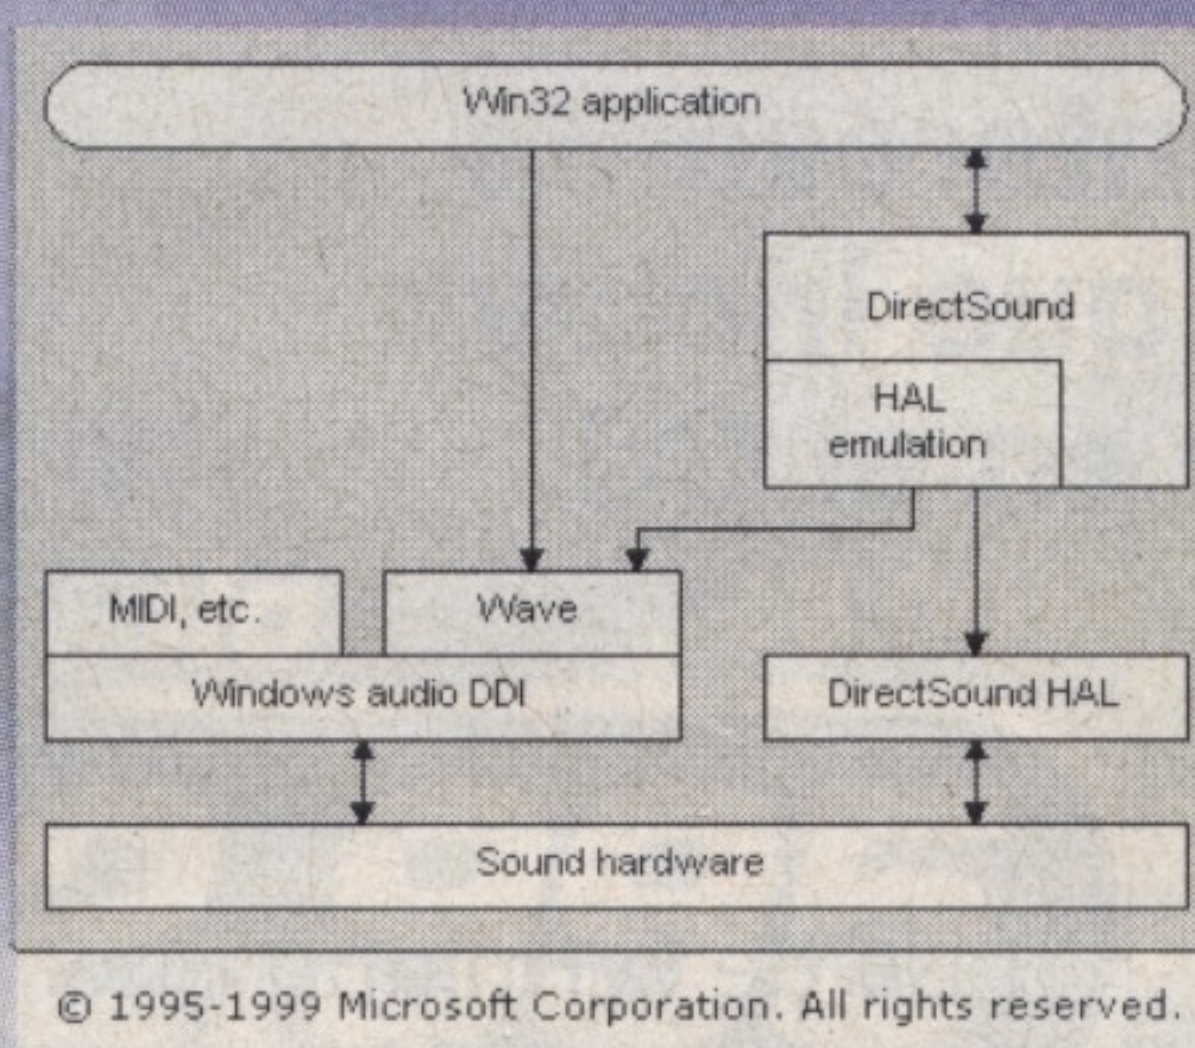 Win32 application
DirectSound
HAL
emulation
MIDI, etc.
Wave
Windows audio DDI
DirectSound HAL
Sound hardware
© 1995-1999 Microsoft Corporation. All rights reserved.